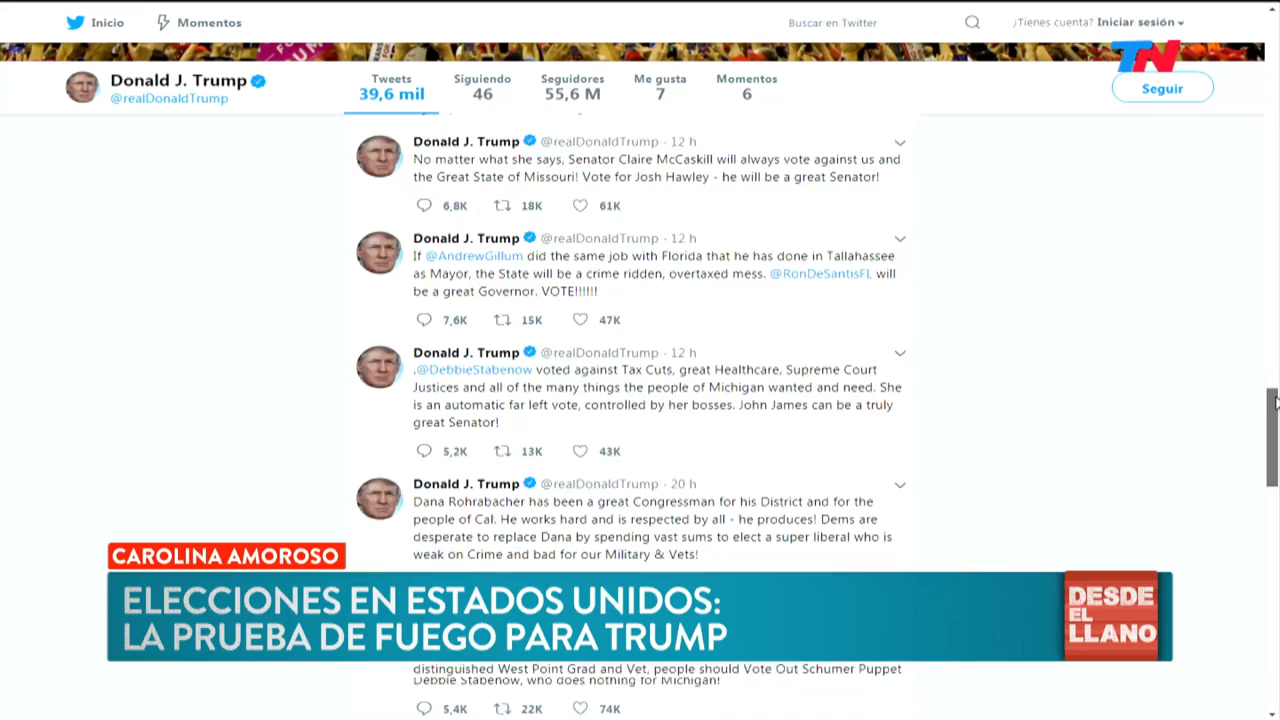 Inicio Momentos Buscar en Twitter ¿Tienes cuenta? Iniciar sesión
TN
Donald J. Trump
@realDonaldTrump
Tweets Siguiendo Seguidores Me gusta Momentos
39,6 mil 46 55,6 M 7 6
Seguir
Donald J. Trump @realDonaldTrump · 12 h
No matter what she says, Senator Claire McCaskill will always vote against us and
the Great State of Missouri! Vote for Josh Hawley - he will be a great Senator!
6,8K 18K 61K
Donald J. Trump @realDonaldTrump · 12 h
If @AndrewGillum did the same job with Florida that he has done in Tallahassee
as Mayor, the State will be a crime ridden, overtaxed mess. @RonDeSantisFL will
be a great Governor. VOTE!!!!!!
7,6K 15K 47K
Donald J. Trump @realDonaldTrump · 12 h
.@DebbieStabenow voted against Tax Cuts, great Healthcare, Supreme Court
Justices and all of the many things the people of Michigan wanted and need. She
is an automatic far left vote, controlled by her bosses. John James can be a truly
great Senator!
5,2K 13K 43K
Donald J. Trump @realDonaldTrump · 20 h
Dana Rohrabacher has been a great Congressman for his District and for the
people of Cal. He works hard and is respected by all - he produces! Dems are
desperate to replace Dana by spending vast sums to elect a super liberal who is
weak on Crime and bad for our Military & Vets!
CAROLINA AMOROSO
ELECCIONES EN ESTADOS UNIDOS:
LA PRUEBA DE FUEGO PARA TRUMP
DESDE
EL
LLANO
distinguished West Point Grad and Vet, people should Vote Out Schumer Puppet
Debbie Stabenow, who does nothing for Michigan!
5,4K 22K 74K